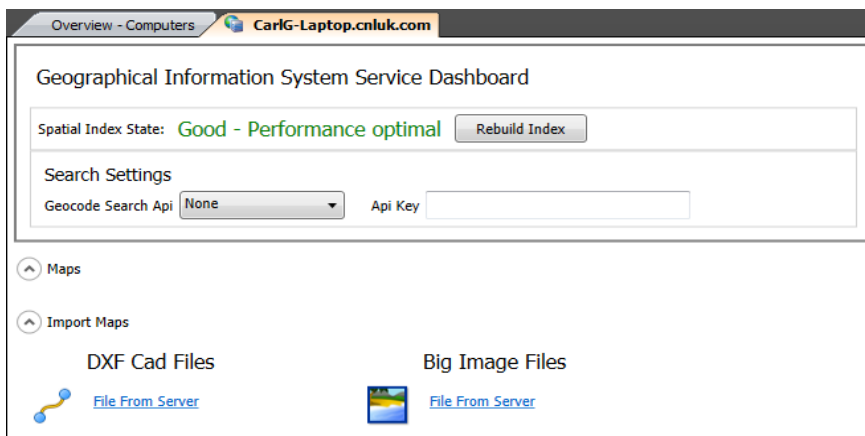 Overview - Computers CarlG-Laptop.cnluk.com
Geographical Information System Service Dashboard
Spatial Index State: Good - Performance optimal Rebuild Index
Search Settings
Geocode Search Api None Api Key
Maps
Import Maps
DXF Cad Files Big Image Files
File From Server File From Server